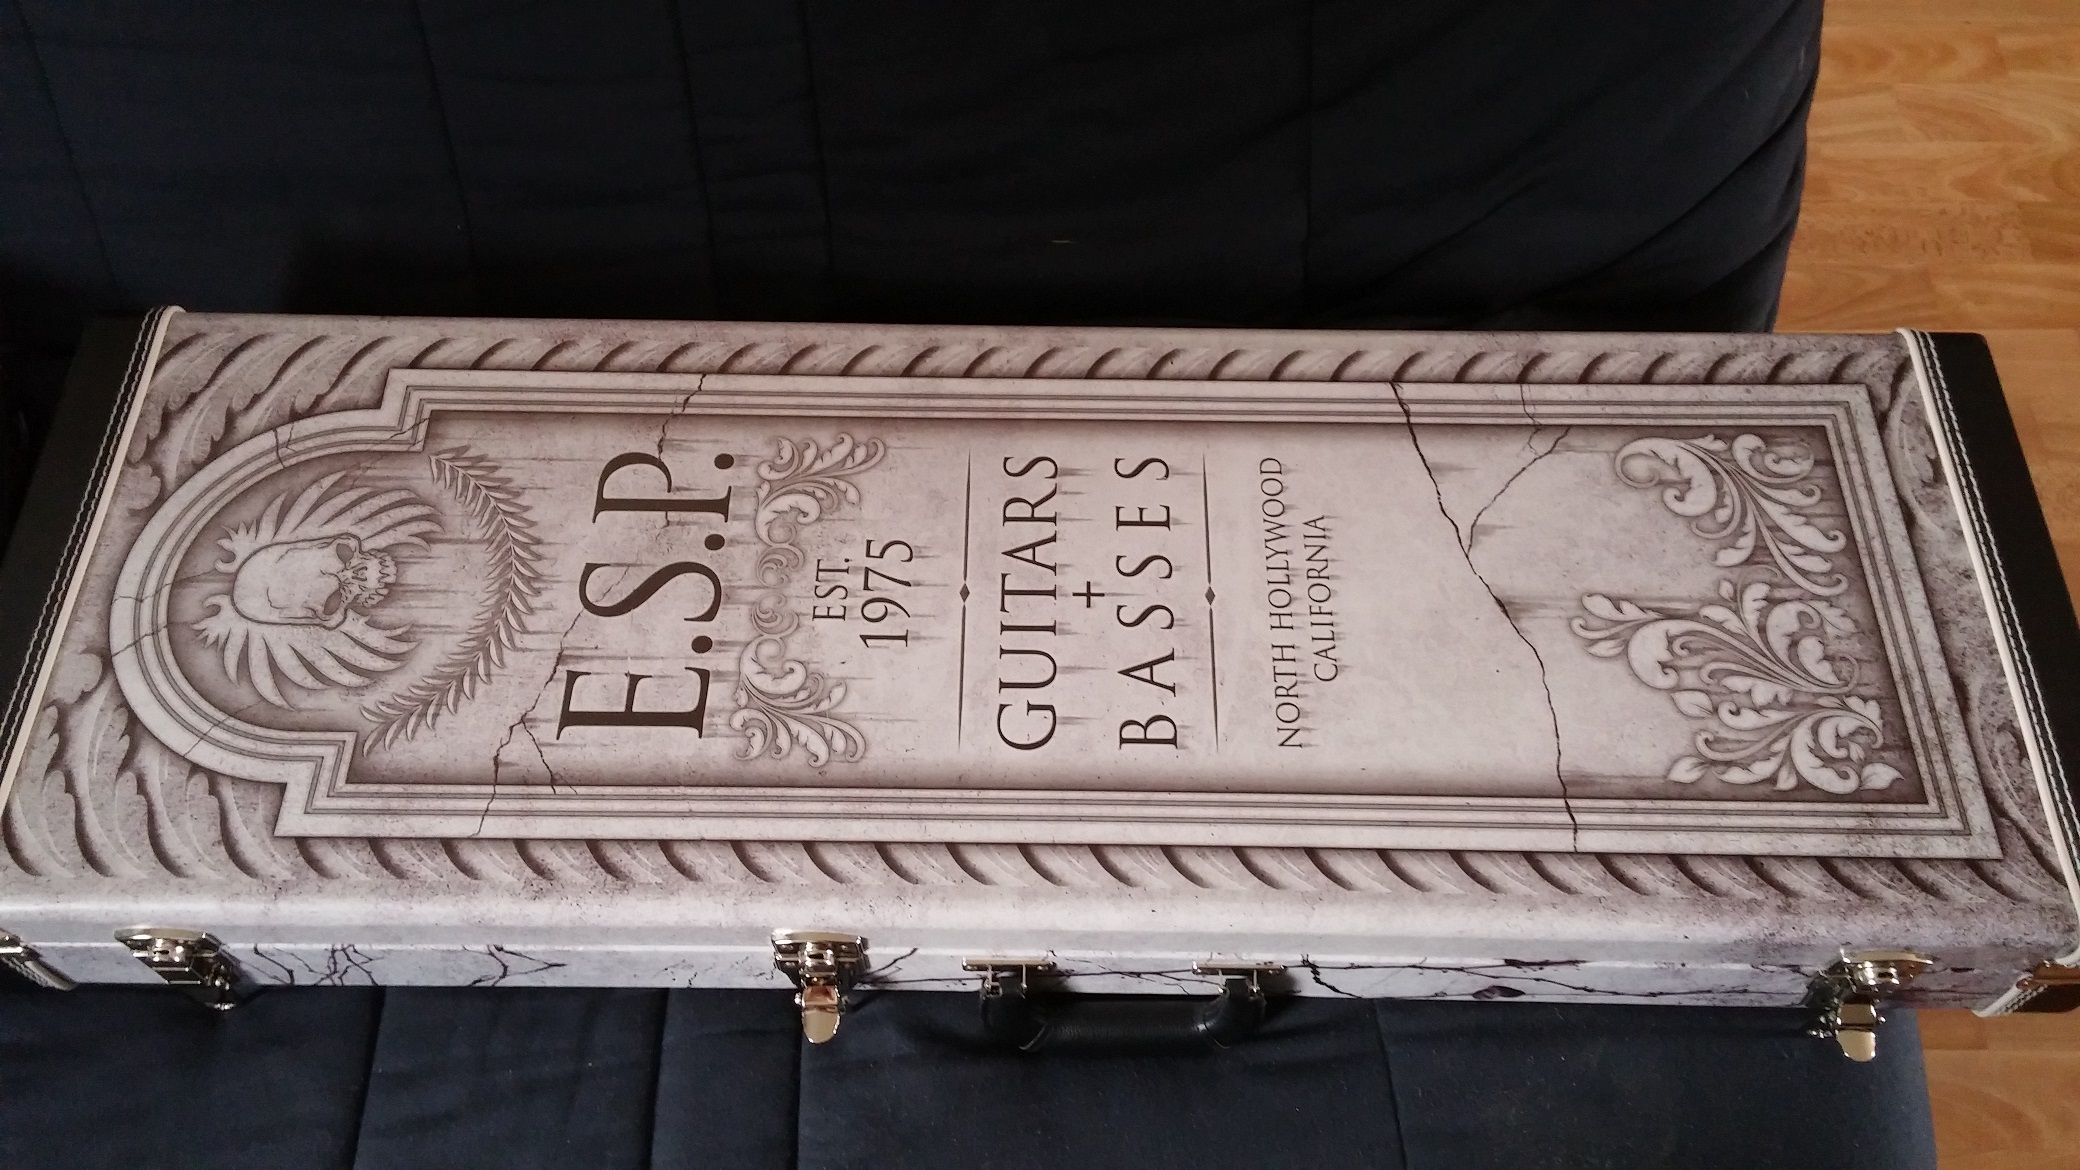 E.S.P.
EST.
1975
GUITARS
+
BASSES
NORTH HOLLYWOOD
CALIFORNIA